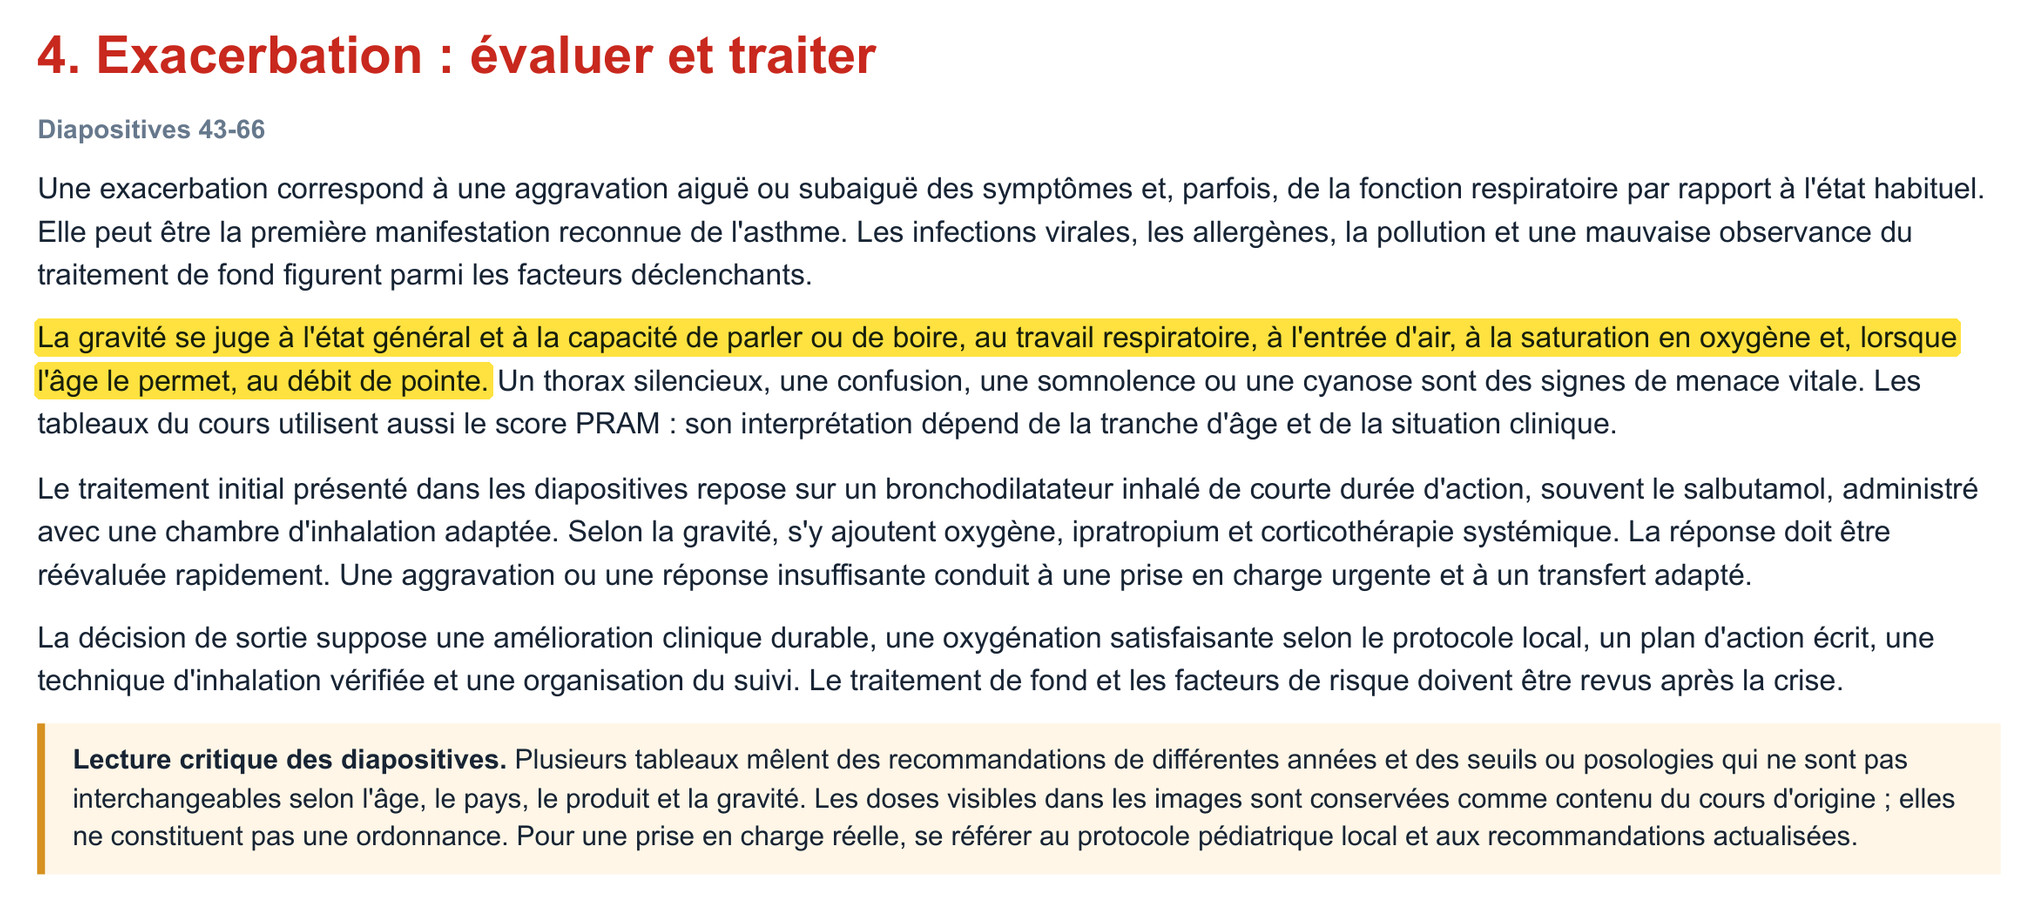 4. Exacerbation : évaluer et traiter
Diapositives 43-66
Une exacerbation correspond à une aggravation aiguë ou subaiguë des symptômes et, parfois, de la fonction respiratoire par rapport à l'état habituel.
Elle peut être la première manifestation reconnue de l'asthme. Les infections virales, les allergènes, la pollution et une mauvaise observance du
traitement de fond figurent parmi les facteurs déclenchants.
La gravité se juge à l'état général et à la capacité de parler ou de boire, au travail respiratoire, à l'entrée d'air, à la saturation en oxygène et, lorsque
l'âge le permet, au débit de pointe. Un thorax silencieux, une confusion, une somnolence ou une cyanose sont des signes de menace vitale. Les
tableaux du cours utilisent aussi le score PRAM : son interprétation dépend de la tranche d'âge et de la situation clinique.
Le traitement initial présenté dans les diapositives repose sur un bronchodilatateur inhalé de courte durée d'action, souvent le salbutamol, administré
avec une chambre d'inhalation adaptée. Selon la gravité, s'y ajoutent oxygène, ipratropium et corticothérapie systémique. La réponse doit être
réévaluée rapidement. Une aggravation ou une réponse insuffisante conduit à une prise en charge urgente et à un transfert adapté.
La décision de sortie suppose une amélioration clinique durable, une oxygénation satisfaisante selon le protocole local, un plan d'action écrit, une
technique d'inhalation vérifiée et une organisation du suivi. Le traitement de fond et les facteurs de risque doivent être revus après la crise.
Lecture critique des diapositives. Plusieurs tableaux mêlent des recommandations de différentes années et des seuils ou posologies qui ne sont pas
interchangeables selon l'âge, le pays, le produit et la gravité. Les doses visibles dans les images sont conservées comme contenu du cours d'origine ; elles
ne constituent pas une ordonnance. Pour une prise en charge réelle, se référer au protocole pédiatrique local et aux recommandations actualisées.